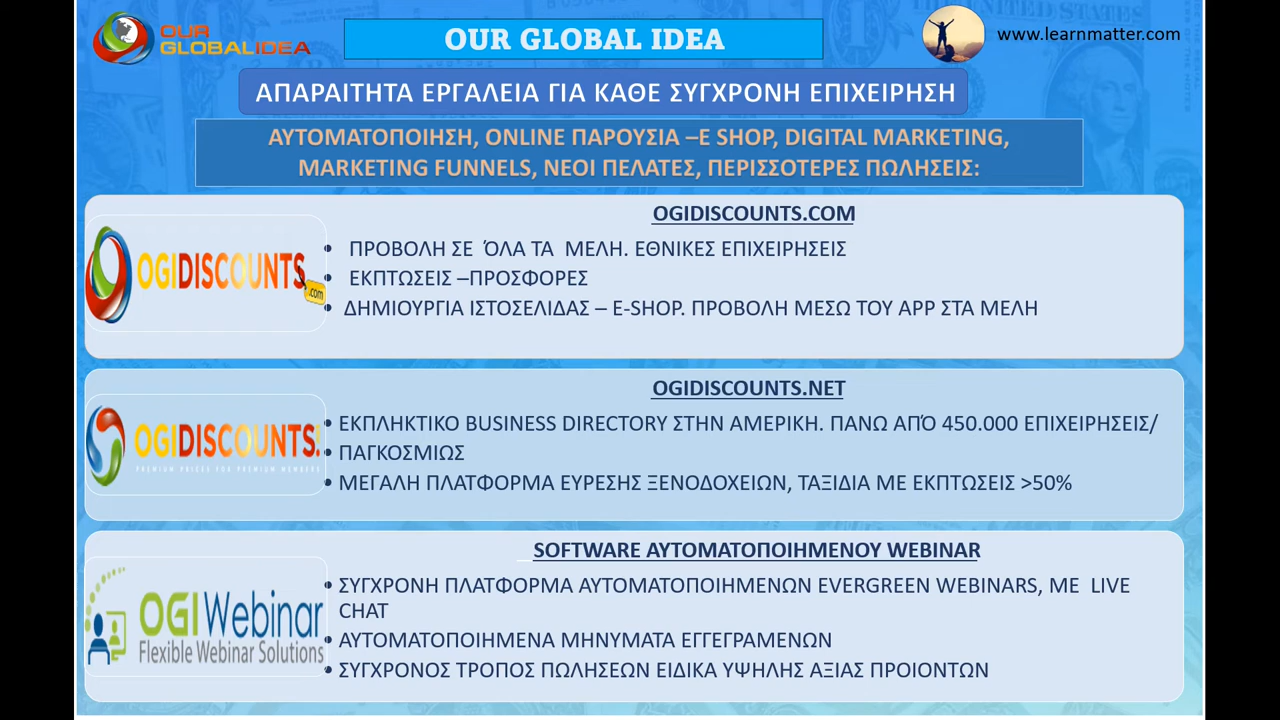 OUR
GLOBALIDEA
OUR GLOBAL IDEA
www.learnmatter.com
ΑΠΑΡΑΙΤΗΤΑ ΕΡΓΑΛΕΙΑ ΓΙΑ ΚΑΘΕ ΣΥΓΧΡΟΝΗ ΕΠΙΧΕΙΡΗΣΗ
ΑΥΤΟΜΑΤΟΠΟΙΗΣΗ, ONLINE ΠΑΡΟΥΣΙΑ –E SHOP, DIGITAL MARKETING,
MARKETING FUNNELS, ΝΕΟΙ ΠΕΛΑΤΕΣ, ΠΕΡΙΣΣΟΤΕΡΕΣ ΠΩΛΗΣΕΙΣ:
OGIDISCOUNTS
.com
OGIDISCOUNTS.COM
• ΠΡΟΒΟΛΗ ΣΕ ΌΛΑ ΤΑ ΜΕΛΗ. ΕΘΝΙΚΕΣ ΕΠΙΧΕΙΡΗΣΕΙΣ
• ΕΚΠΤΩΣΕΙΣ –ΠΡΟΣΦΟΡΕΣ
• ΔΗΜΙΟΥΡΓΙΑ ΙΣΤΟΣΕΛΙΔΑΣ – E-SHOP. ΠΡΟΒΟΛΗ ΜΕΣΩ ΤΟΥ APP ΣΤΑ ΜΕΛΗ
OGIDISCOUNTS.
PREMIUM PRICES FOR PREMIUM MEMBERS
OGIDISCOUNTS.NET
• ΕΚΠΛΗΚΤΙΚΟ BUSINESS DIRECTORY ΣΤΗΝ ΑΜΕΡΙΚΗ. ΠΑΝΩ ΑΠΌ 450.000 ΕΠΙΧΕΙΡΗΣΕΙΣ/
• ΠΑΓΚΟΣΜΙΩΣ
• ΜΕΓΑΛΗ ΠΛΑΤΦΟΡΜΑ ΕΥΡΕΣΗΣ ΞΕΝΟΔΟΧΕΙΩΝ, ΤΑΞΙΔΙΑ ΜΕ ΕΚΠΤΩΣΕΙΣ >50%
OGIWebinar
Flexible Webinar Solutions
SOFTWARE ΑΥΤΟΜΑΤΟΠΟΙΗΜΕΝΟΥ WEBINAR
• ΣΥΓΧΡΟΝΗ ΠΛΑΤΦΟΡΜΑ ΑΥΤΟΜΑΤΟΠΟΙΗΜΕΝΩΝ EVERGREEN WEBINARS, ΜΕ LIVE
CHAT
• ΑΥΤΟΜΑΤΟΠΟΙΗΜΕΝΑ ΜΗΝΥΜΑΤΑ ΕΓΓΕΓΡΑΜΕΝΩΝ
• ΣΥΓΧΡΟΝΟΣ ΤΡΟΠΟΣ ΠΩΛΗΣΕΩΝ ΕΙΔΙΚΑ ΥΨΗΛΗΣ ΑΞΙΑΣ ΠΡΟΙΟΝΤΩΝ